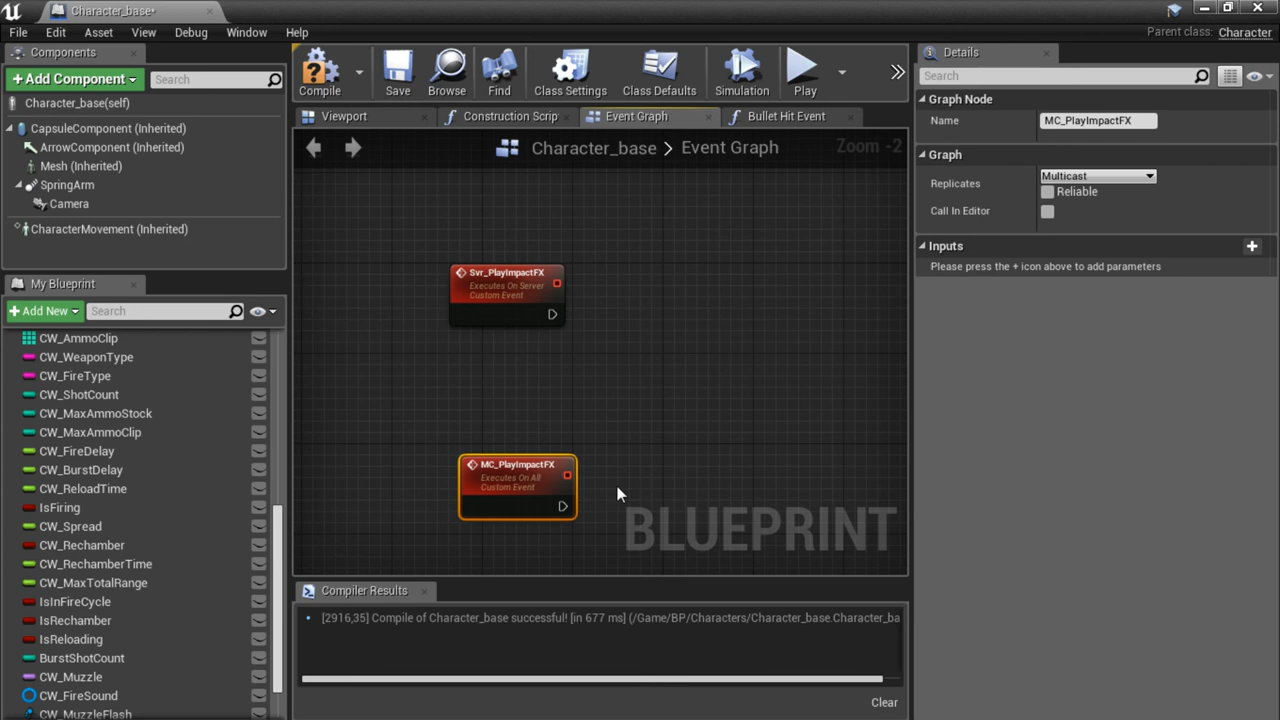 Character_base*
File Edit Asset View Debug Window Help
Parent class: Character
Components
+Add Component Search
Character_base(self)
CapsuleComponent (Inherited)
ArrowComponent (Inherited)
Mesh (Inherited)
SpringArm
Camera
CharacterMovement (Inherited)
My Blueprint
+Add New Search
CW_AmmoClip
CW_WeaponType
CW_FireType
CW_ShotCount
CW_MaxAmmoStock
CW_MaxAmmoClip
CW_FireDelay
CW_BurstDelay
CW_ReloadTime
IsFiring
CW_Spread
CW_Rechamber
CW_RechamberTime
CW_MaxTotalRange
IsInFireCycle
IsRechamber
IsReloading
BurstShotCount
CW_Muzzle
CW_FireSound
CW_MuzzleFlash
Compile Save Browse Find Class Settings Class Defaults Simulation Play
Viewport Construction Scrip Event Graph Bullet Hit Event
Character_base > Event Graph Zoom -2
Svr_PlayImpactFX
Executes On Server
Custom Event
MC_PlayImpactFX
Executes On All
Custom Event
BLUEPRINT
Compiler Results
[2916,35] Compile of Character_base successful! [in 677 ms] (/Game/BP/Characters/Character_base.Character_ba
Clear
Details
Search
Graph Node
Name MC_PlayImpactFX
Graph
Replicates Multicast
Reliable
Call In Editor
Inputs
Please press the + icon above to add parameters